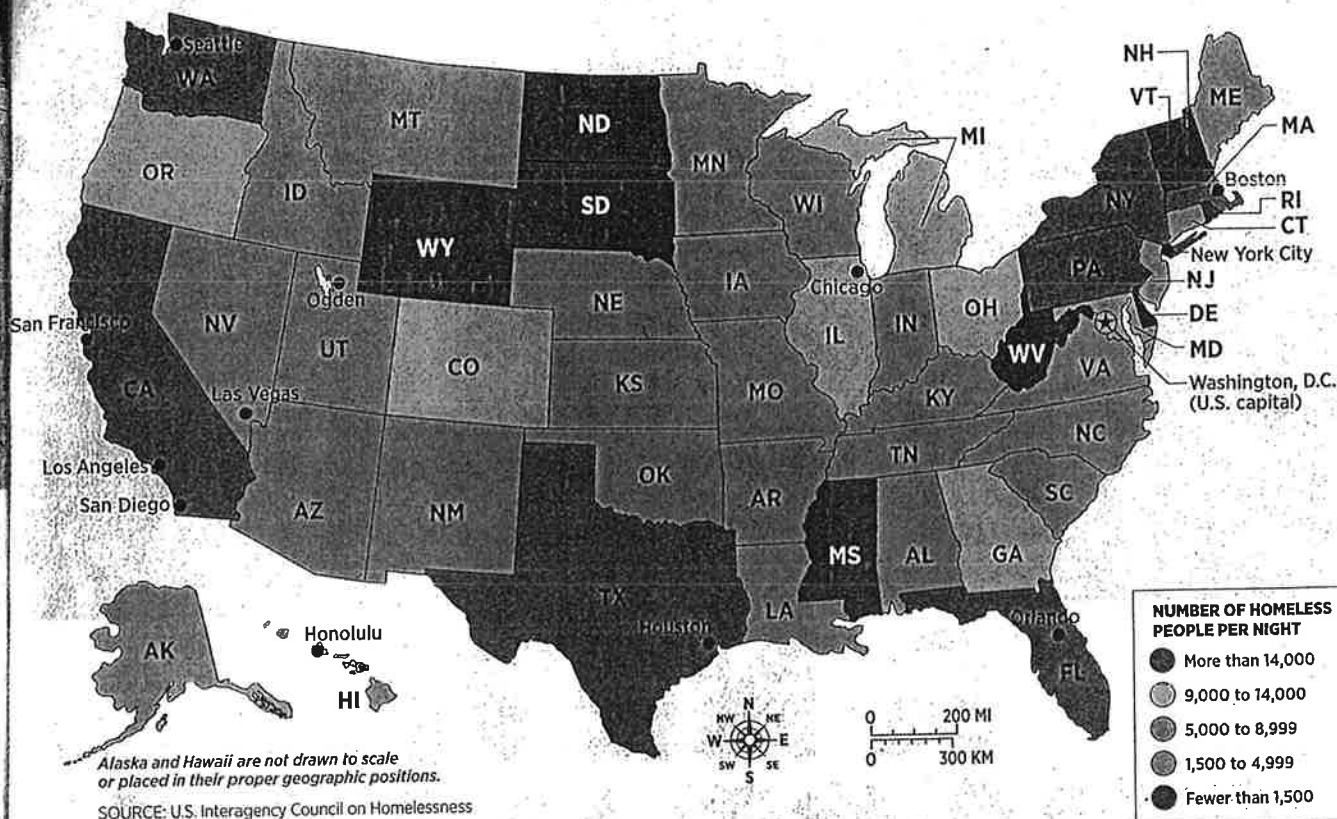 Seattle
WA
OR
MT
ID
WY
ND
SD
MN
WI
MI
NH
VT
ME
MA
Boston
RI
CT
NY
New York City
PA
NJ
DE
MD
Washington, D.C.
(U.S. capital)
NE
IA
Chicago
IL
IN
OH
WV
VA
Ogden
NV
UT
CO
KS
MO
KY
San Francisco
CA
Las Vegas
Los Angeles
San Diego
AZ
NM
OK
AR
TN
NC
SC
MS
AL
GA
TX
Houston
LA
Orlando
FL
AK
Honolulu
HI
Alaska and Hawaii are not drawn to scale
or placed in their proper geographic positions.
SOURCE: U.S. Interagency Council on Homelessness
N
NW NE
W E
SW SE
S
0 200 MI
0 300 KM
NUMBER OF HOMELESS
PEOPLE PER NIGHT
More than 14,000
9,000 to 14,000
5,000 to 8,999
1,500 to 4,999
Fewer than 1,500